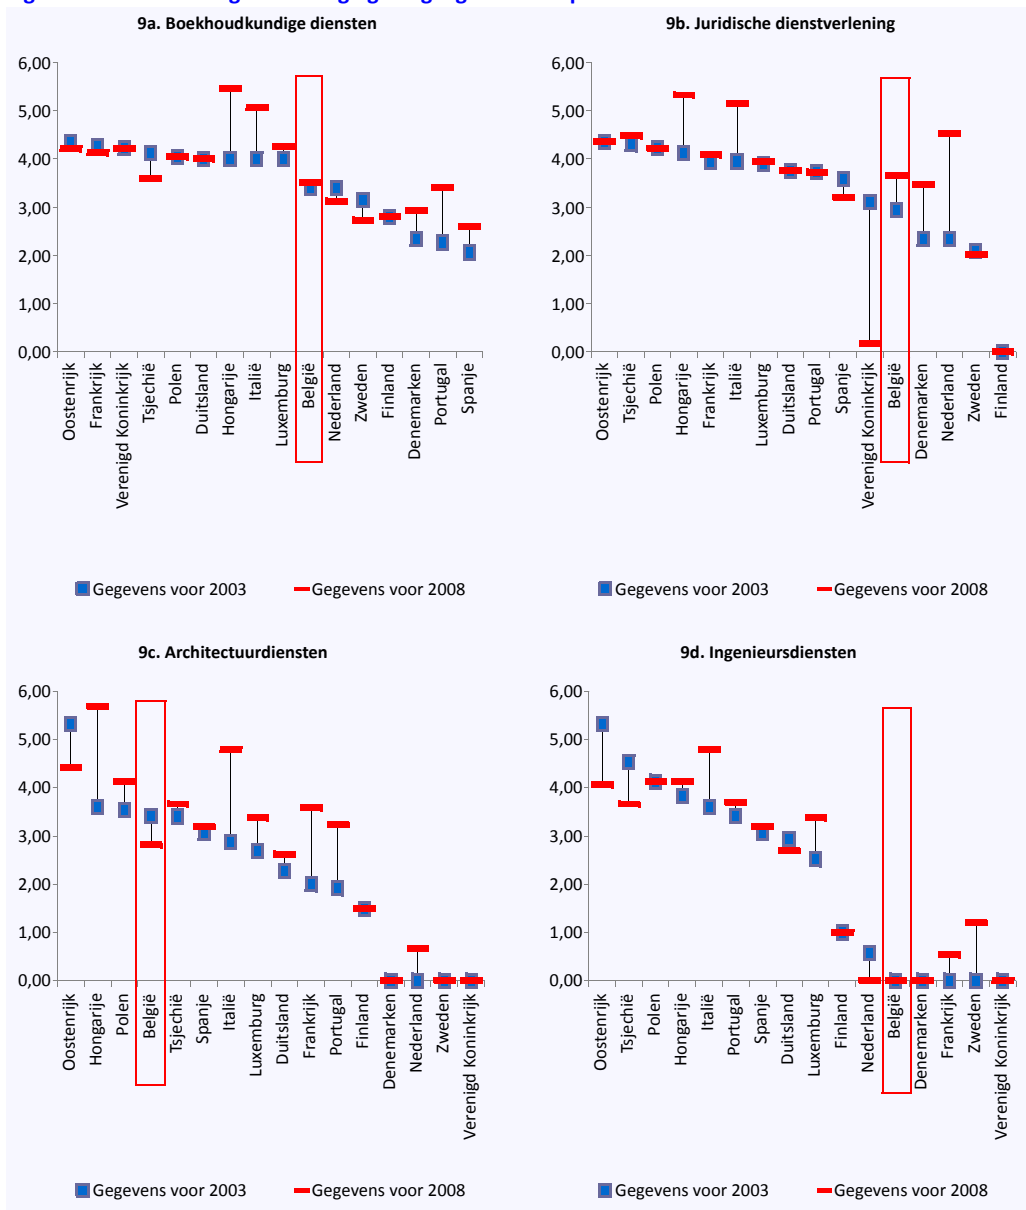 9a. Boekhoudkundige diensten
6,00
5,00
4,00
3,00
2,00
1,00
0,00
Oostenrijk
Frankrijk
Verenigd Koninkrijk
Tsjechië
Polen
Duitsland
Hongarije
Italië
Luxemburg
België
Nederland
Zweden
Finland
Denemarken
Portugal
Spanje
Gegevens voor 2003
Gegevens voor 2008
9b. Juridische dienstverlening
6,00
5,00
4,00
3,00
2,00
1,00
0,00
Oostenrijk
Tsjechië
Polen
Hongarije
Frankrijk
Italië
Luxemburg
Duitsland
Portugal
Spanje
Verenigd Koninkrijk
België
Denemarken
Nederland
Zweden
Finland
Gegevens voor 2003
Gegevens voor 2008
9c. Architectuurdiensten
6,00
5,00
4,00
3,00
2,00
1,00
0,00
Oostenrijk
Hongarije
Polen
België
Tsjechië
Spanje
Italië
Luxemburg
Duitsland
Frankrijk
Portugal
Finland
Denemarken
Nederland
Zweden
Verenigd Koninkrijk
Gegevens voor 2003
Gegevens voor 2008
9d. Ingenieursdiensten
6,00
5,00
4,00
3,00
2,00
1,00
0,00
Oostenrijk
Tsjechië
Polen
Hongarije
Italië
Portugal
Spanje
Duitsland
Luxemburg
Finland
Nederland
België
Denemarken
Frankrijk
Zweden
Verenigd Koninkrijk
Gegevens voor 2003
Gegevens voor 2008